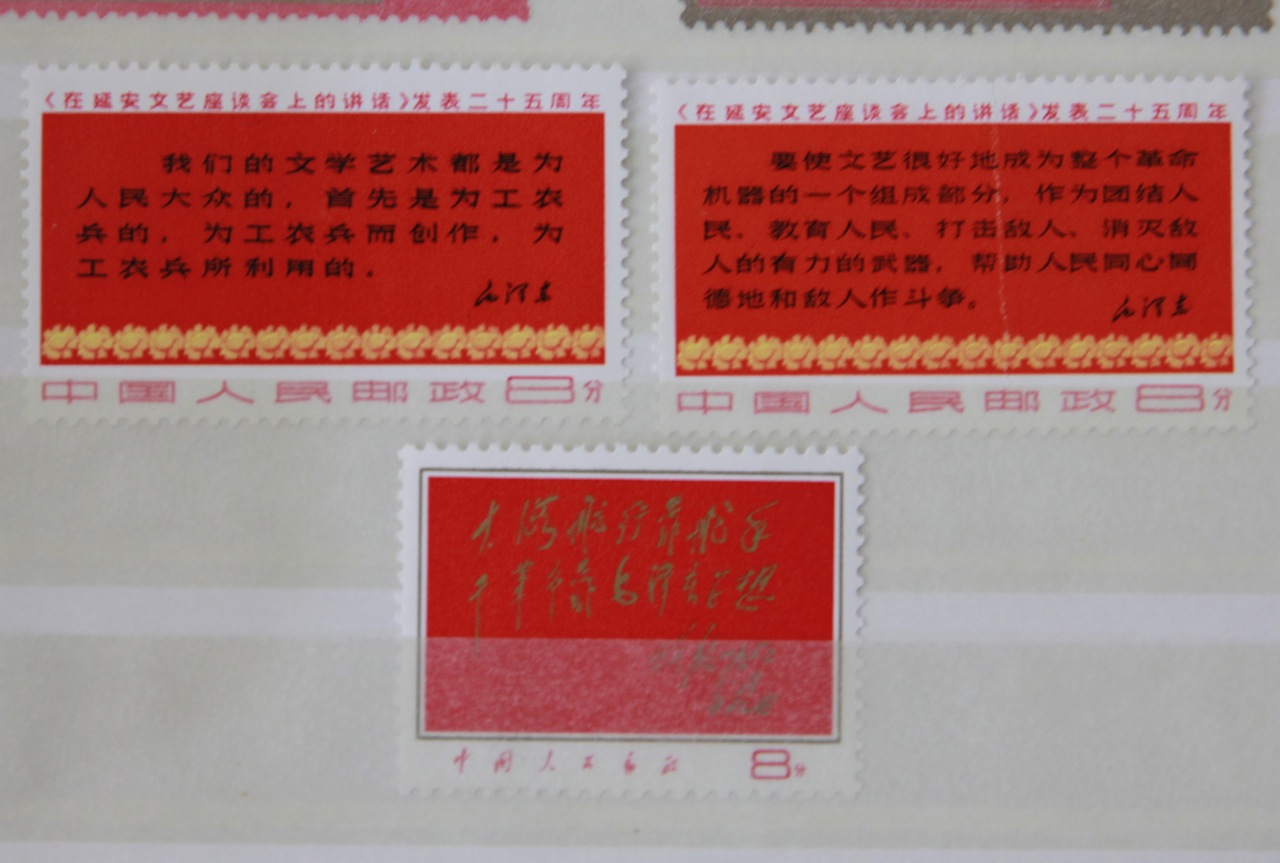 《在延安文艺座谈会上的讲话》发表二十五周年
我们的文学艺术都是为
人民大众的，首先是为工农
兵的，为工农兵而创作，为
工农兵所利用的。
毛泽东
中国人民邮政8分
《在延安文艺座谈会上的讲话》发表二十五周年
要使文艺很好地成为整个革命
机器的一个组成部分，作为团结人
民、教育人民、打击敌人、消灭敌
人的有力的武器，帮助人民同心同
德地和敌人作斗争。
毛泽东
中国人民邮政8分
大海航行靠舵手
干革命靠毛泽东思想
中国人民邮政
8分